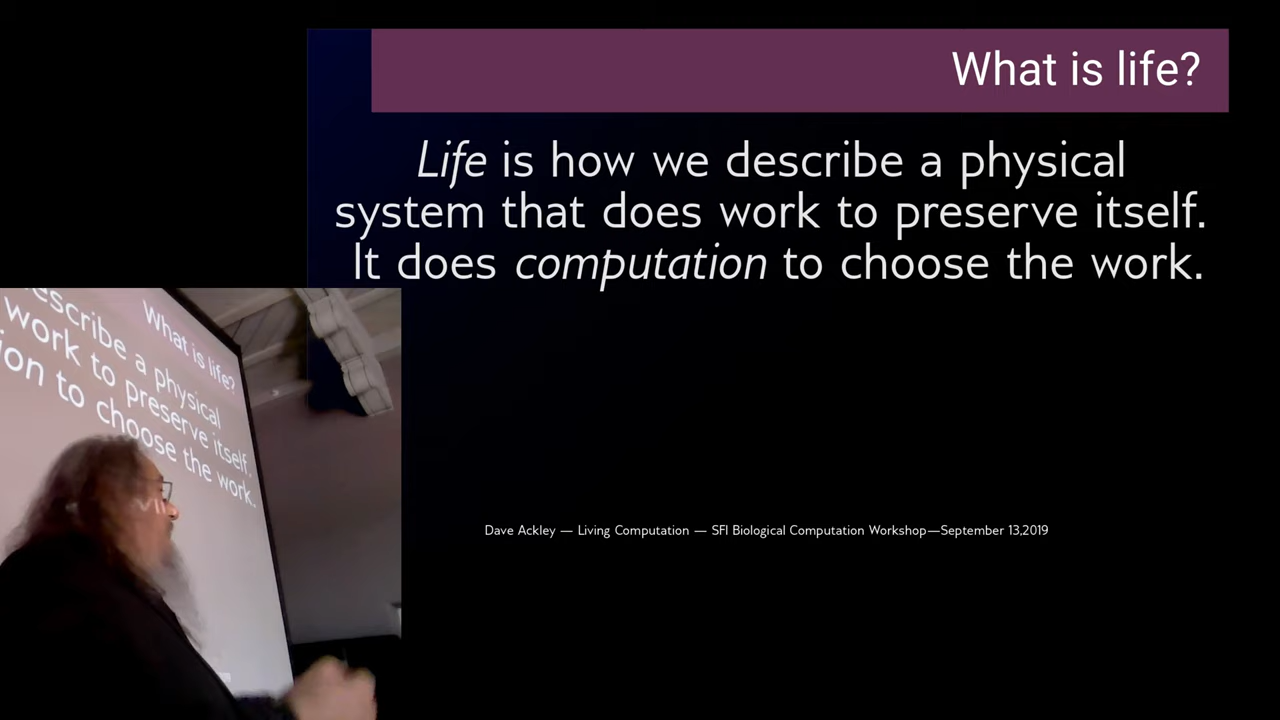 What is life?
Life is how we describe a physical
system that does work to preserve itself.
It does computation to choose the work.
Dave Ackley — Living Computation — SFI Biological Computation Workshop—September 13,2019
What is life?
escribe a physical
work to preserve itself.
ion to choose the work.